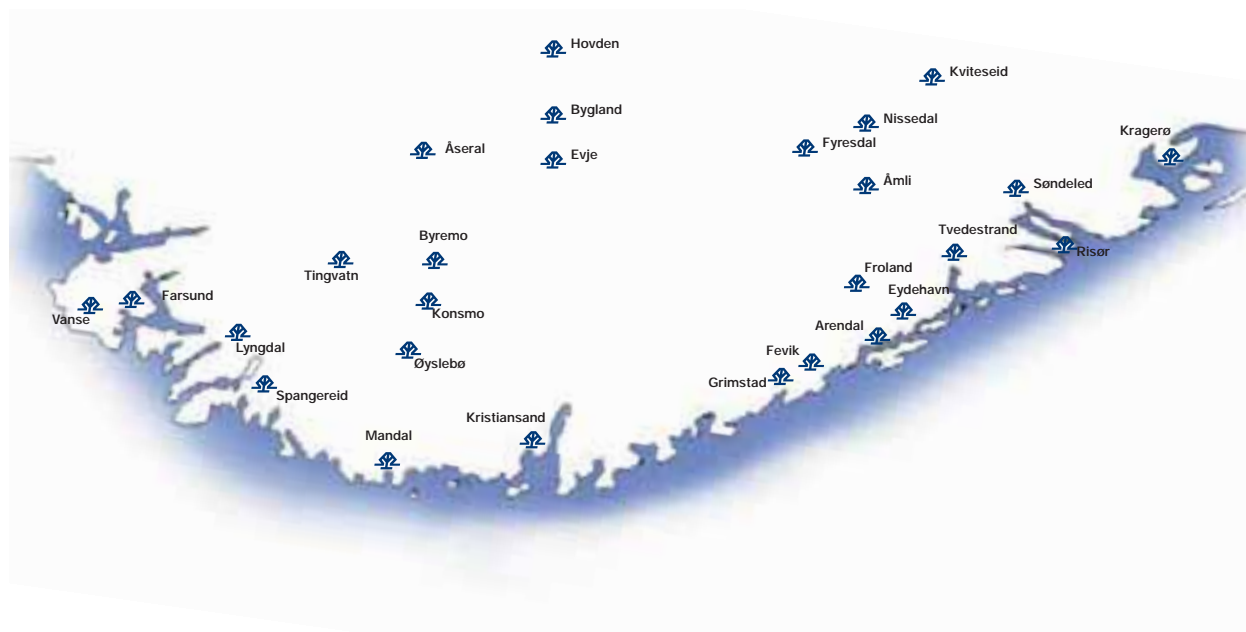 Hovden
Kviteseid
Bygland
Nissedal
Kragerø
Fyresdal
Åseral
Evje
Åmli
Søndeled
Tvedestrand
Byremo
Risør
Tingvatn
Froland
Eydehavn
Farsund
Vanse
Konsmo
Arendal
Lyngdal
Fevik
Øyslebø
Grimstad
Spangereid
Kristiansand
Mandal